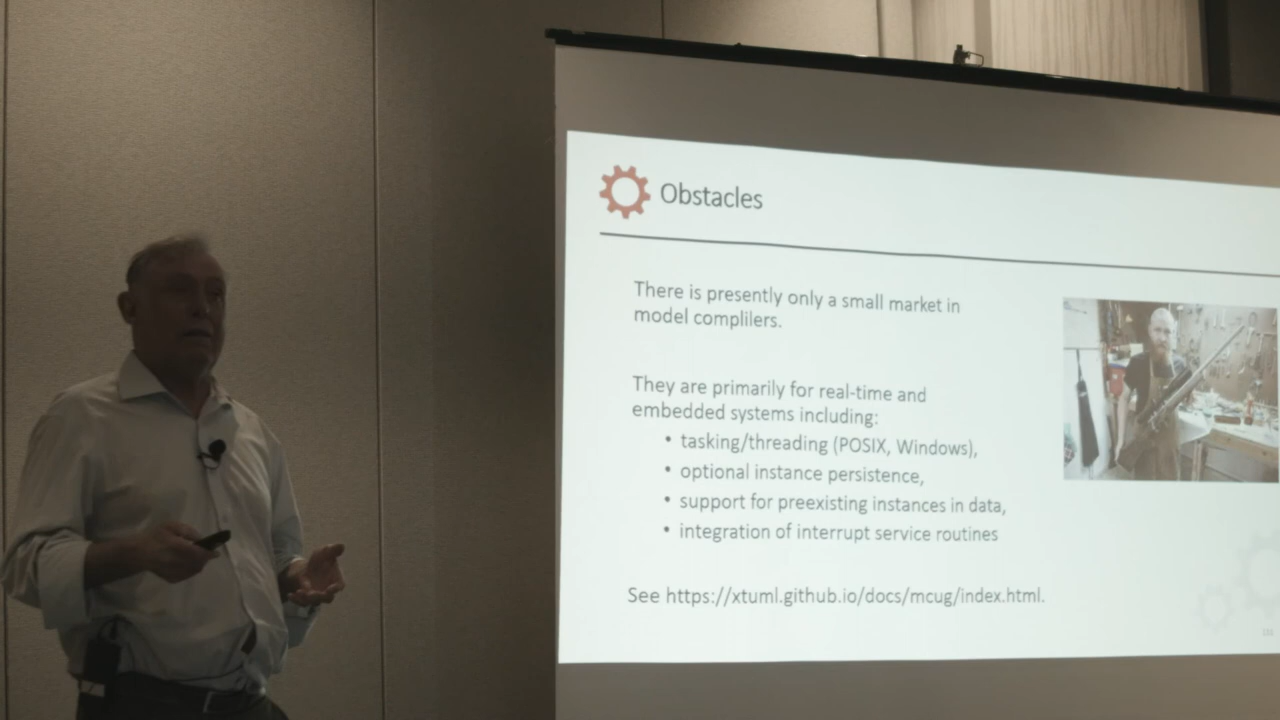 Obstacles
There is presently only a small market in
model complilers.
They are primarily for real-time and
embedded systems including:
• tasking/threading (POSIX, Windows),
• optional instance persistence,
• support for preexisting instances in data,
• integration of interrupt service routines
See https://xtuml.github.io/docs/mcug/index.html.